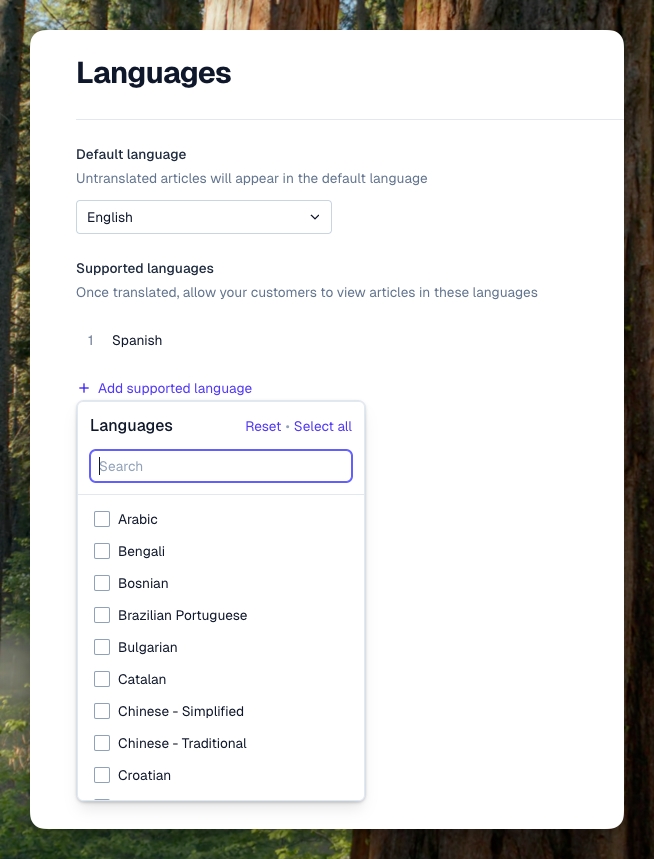 Languages
Default language
Untranslated articles will appear in the default language
English
Supported languages
Once translated, allow your customers to view articles in these languages
1 Spanish
+ Add supported language
Languages Reset • Select all
Search
Arabic
Bengali
Bosnian
Brazilian Portuguese
Bulgarian
Catalan
Chinese - Simplified
Chinese - Traditional
Croatian